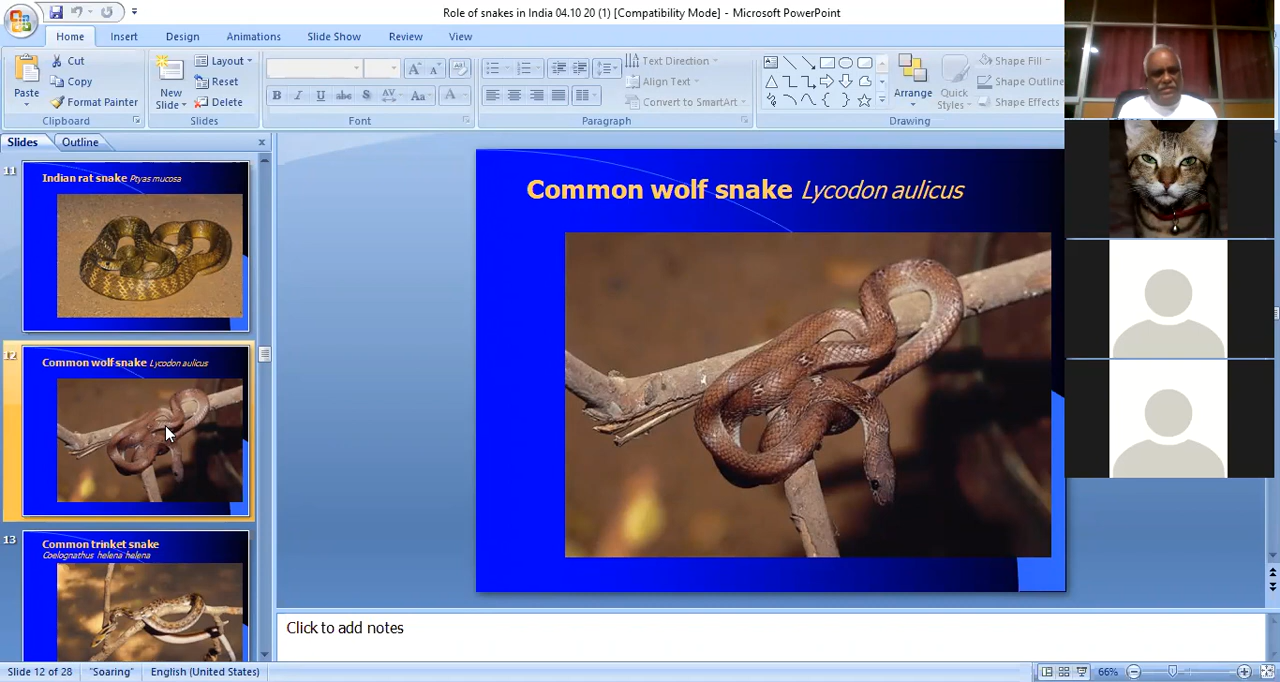 Role of snakes in India 04.10 20 (1) [Compatibility Mode] - Microsoft PowerPoint
Home Insert Design Animations Slide Show Review View
Paste
Cut
Copy
Format Painter
Clipboard
New Slide
Layout
Reset
Delete
Slides
B I U abc S AV Aa A
Font
Text Direction
Align Text
Convert to SmartArt
Paragraph
Arrange
Quick Styles
Shape Fill
Shape Outline
Shape Effects
Drawing
Slides Outline
11
Indian rat snake Ptyas mucosa
12
Common wolf snake Lycodon aulicus
13
Common trinket snake
Coelognathus helena helena
Common wolf snake Lycodon aulicus
Click to add notes
Slide 12 of 28 "Soaring" English (United States) 66%